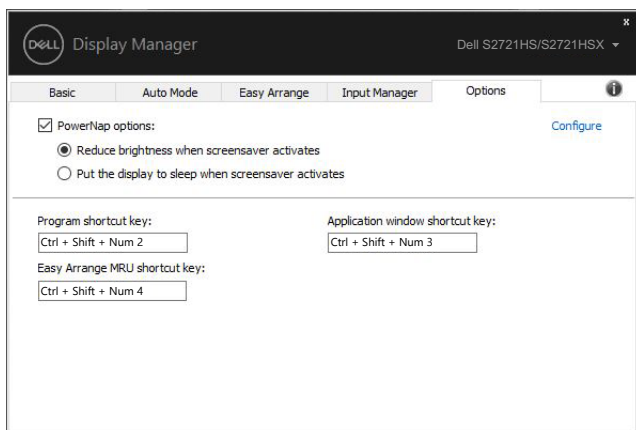 x
DELL Display Manager
Dell S2721HS/S2721HSX
Basic Auto Mode Easy Arrange Input Manager Options
PowerNap options: Configure
Reduce brightness when screensaver activates
Put the display to sleep when screensaver activates
Program shortcut key: Application window shortcut key:
Ctrl + Shift + Num 2 Ctrl + Shift + Num 3
Easy Arrange MRU shortcut key:
Ctrl + Shift + Num 4